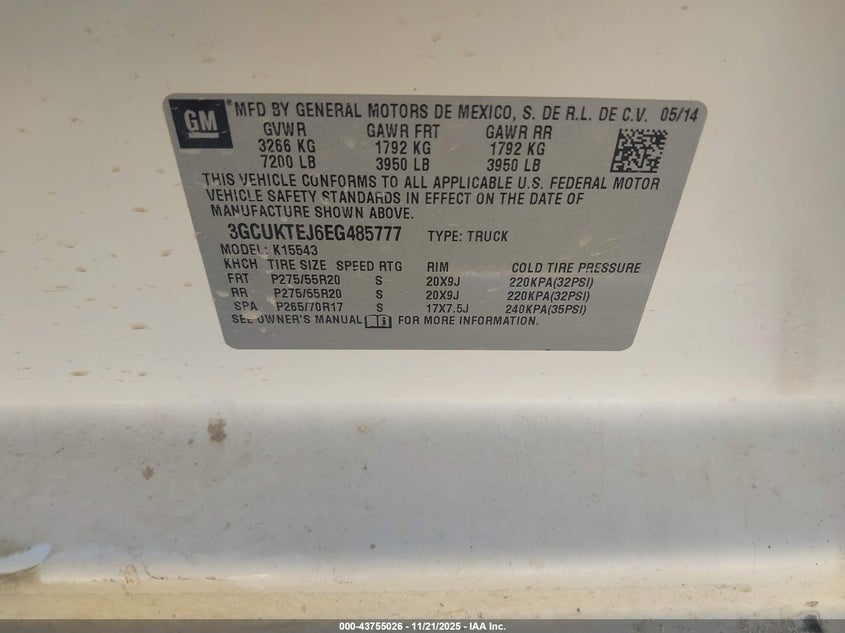 GM
® MFD BY GENERAL MOTORS DE MEXICO, S. DE R.L. DE C.V. 05/14
GVWR GAWR FRT GAWR RR
3266 KG 1792 KG 1792 KG
7200 LB 3950 LB 3950 LB
THIS VEHICLE CONFORMS TO ALL APPLICABLE U.S. FEDERAL MOTOR
VEHICLE SAFETY STANDARDS IN EFFECT ON THE DATE OF
MANUFACTURE SHOWN ABOVE.
3GCUKTEJ6EG485777 TYPE: TRUCK
MODEL: K15543
KHCH TIRE SIZE SPEED RTG RIM COLD TIRE PRESSURE
FRT P275/55R20 S 20X9J 220KPA(32PSI)
RR P275/55R20 S 20X9J 220KPA(32PSI)
SPA P265/70R17 S 17X7.5J 240KPA(35PSI)
SEE OWNER'S MANUAL FOR MORE INFORMATION.
000-43755026 - 11/21/2025 - IAA Inc.